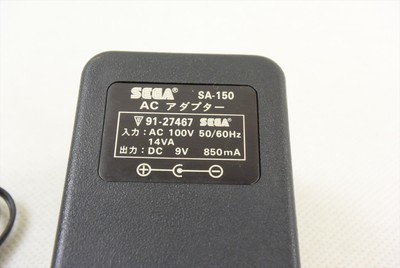 SEGA® SA-150
AC アダプター
91-27467 SEGA®
入力: AC 100V 50/60Hz
14VA
出力: DC 9V 850mA